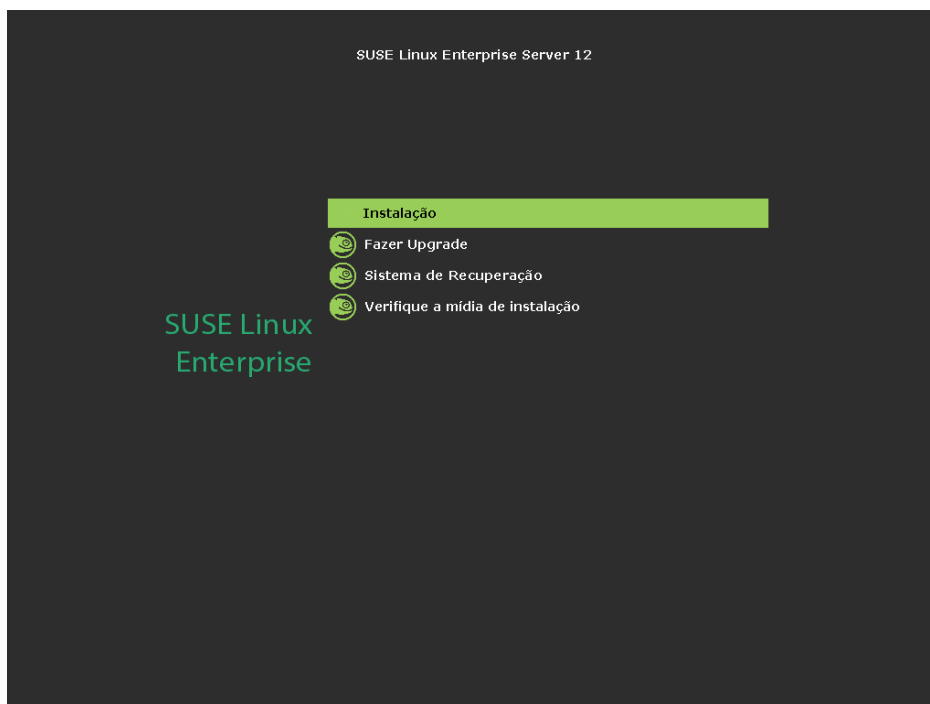 SUSE Linux Enterprise Server 12
Instalação
Fazer Upgrade
Sistema de Recuperação
Verifique a mídia de instalação
SUSE Linux
Enterprise